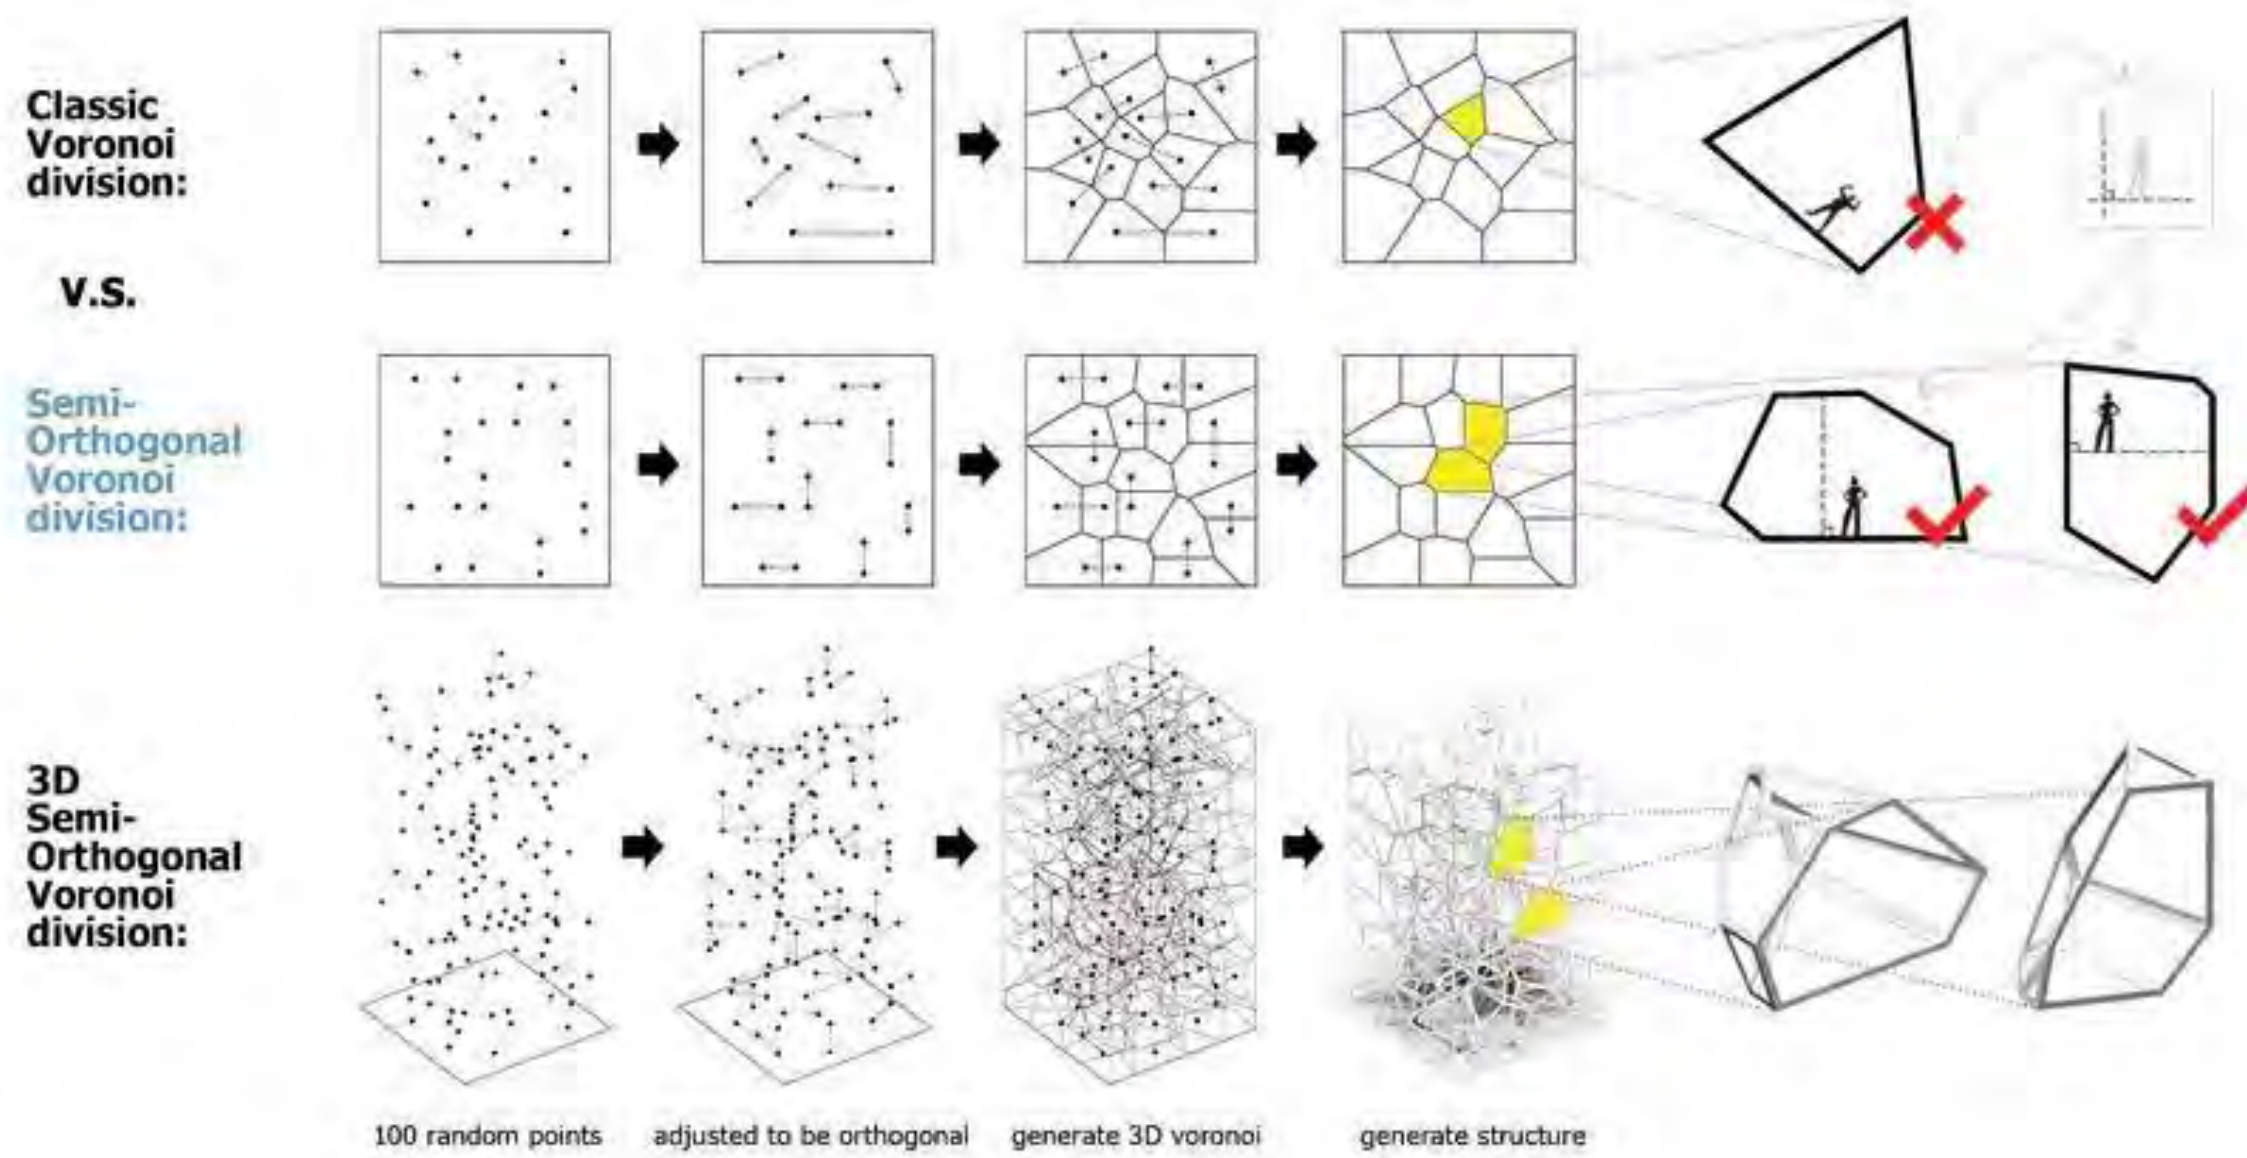 Classic
Voronoi
division:
V.S.
Semi-
Orthogonal
Voronoi
division:
3D
Semi-
Orthogonal
Voronoi
division:
100 random points
adjusted to be orthogonal
generate 3D voronoi
generate structure